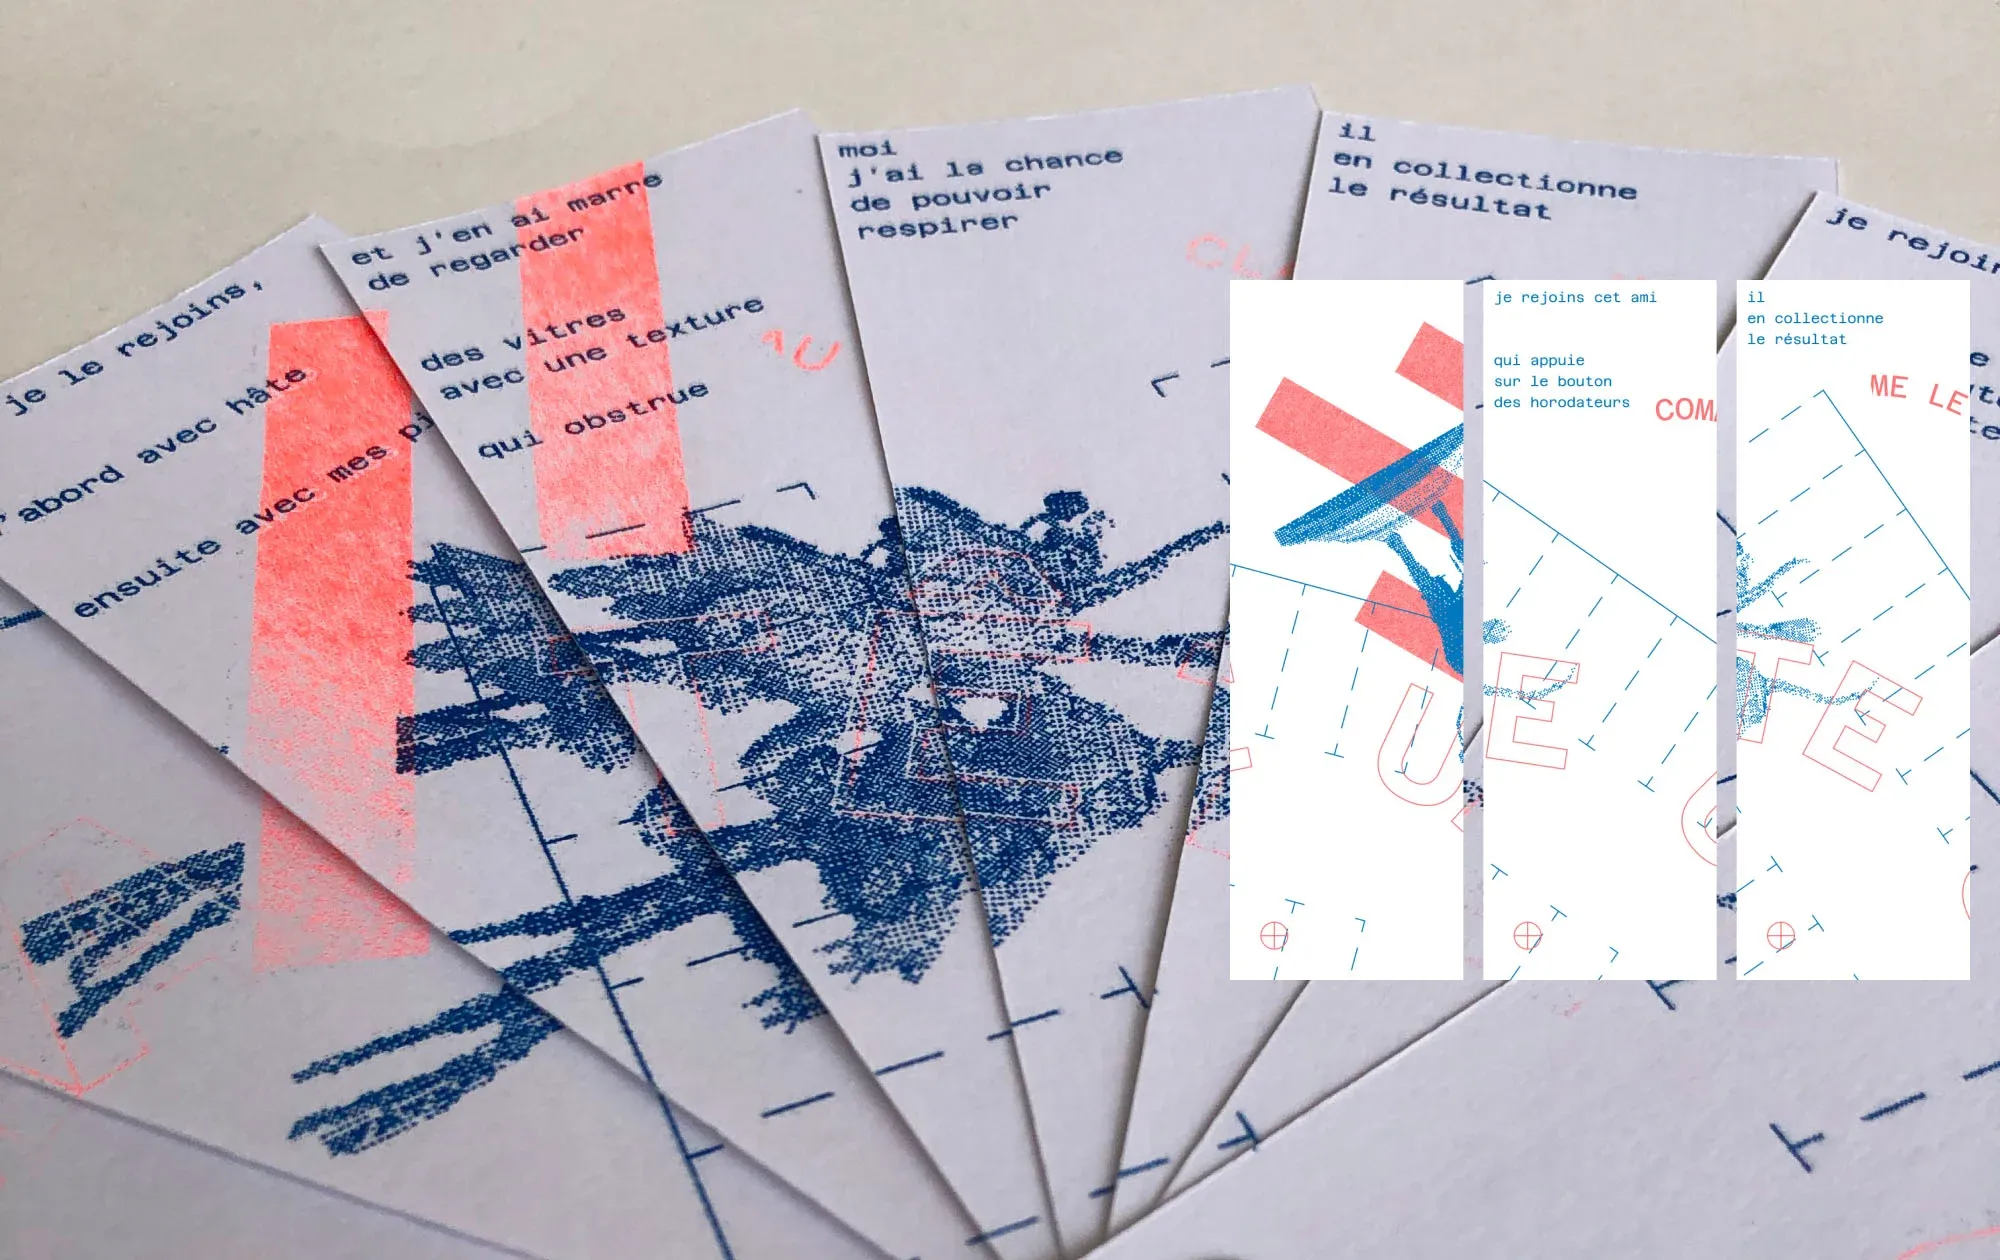 je le rejoins,
abord avec hâte
ensuite avec mes
et j'en ai marre
de regarder
des vitres
avec une texture
qui obstrue
AU
moi
j'ai la chance
de pouvoir
respirer
il
en collectionne
le résultat
je
UE
je rejoins cet ami
qui appuie
sur le bouton
des horodateurs
COM
il
en collectionne
le résultat
ME LE
TE